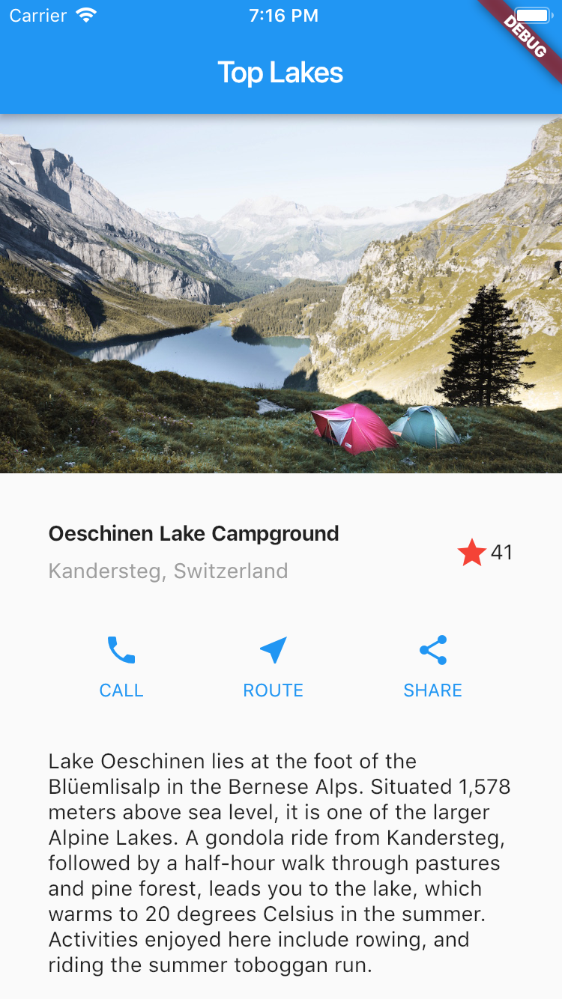 Carrier 7:16 PM
DEBUG
Top Lakes
Oeschinen Lake Campground
Kandersteg, Switzerland
41
CALL ROUTE SHARE
Lake Oeschinen lies at the foot of the
Blüemlisalp in the Bernese Alps. Situated 1,578
meters above sea level, it is one of the larger
Alpine Lakes. A gondola ride from Kandersteg,
followed by a half-hour walk through pastures
and pine forest, leads you to the lake, which
warms to 20 degrees Celsius in the summer.
Activities enjoyed here include rowing, and
riding the summer toboggan run.